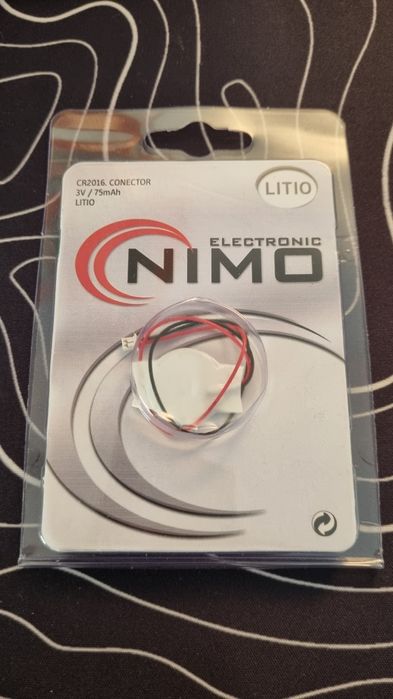 CR2016. CONECTOR
3V / 75mAh
LITIO
LITIO
ELECTRONIC
NIMO